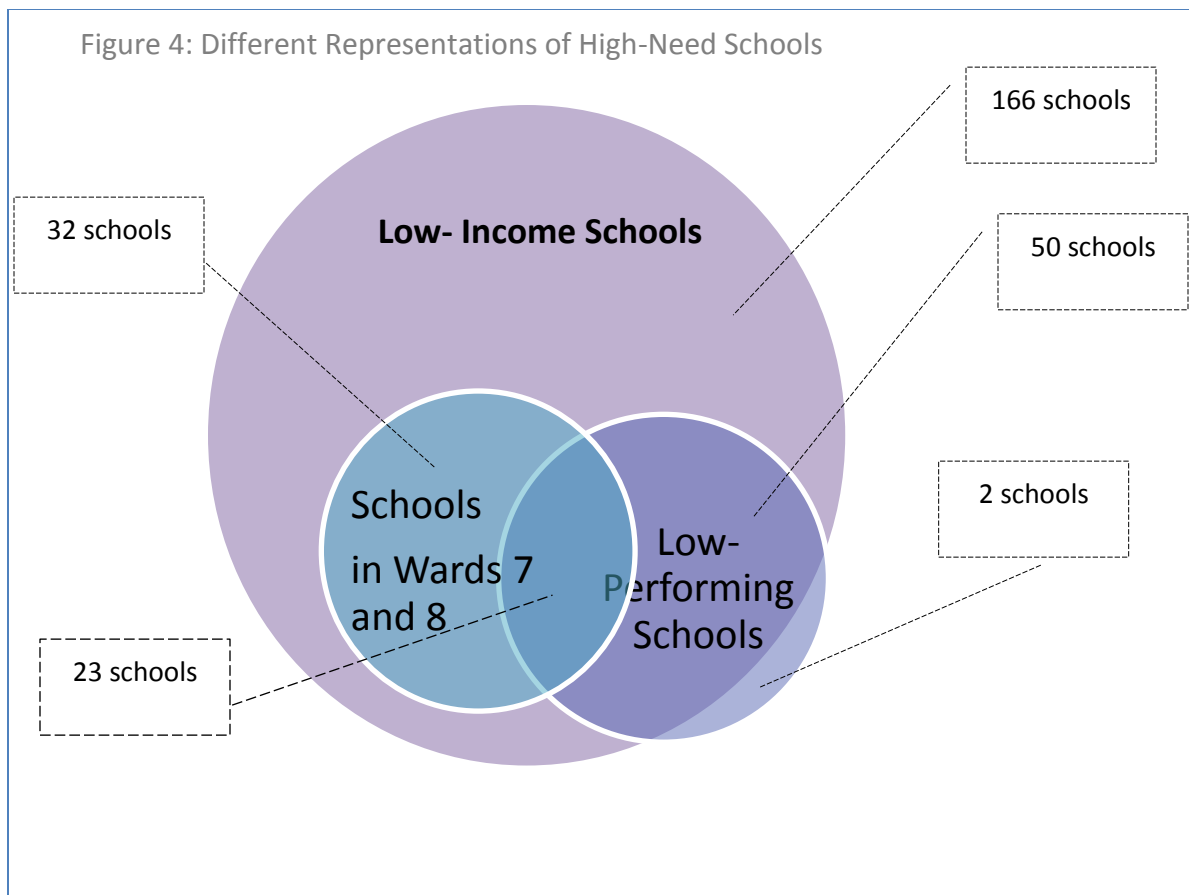 Figure 4: Different Representations of High-Need Schools
166 schools
32 schools
Low- Income Schools
50 schools
2 schools
Schools
in Wards 7
and 8
Low-
Performing
Schools
23 schools